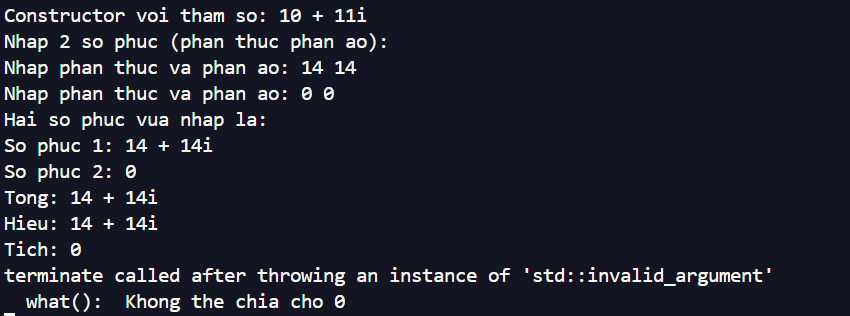 Constructor voi tham so: 10 + 11i
Nhap 2 so phuc (phan thuc phan ao):
Nhap phan thuc va phan ao: 14 14
Nhap phan thuc va phan ao: 0 0
Hai so phuc vua nhap la:
So phuc 1: 14 + 14i
So phuc 2: 0
Tong: 14 + 14i
Hieu: 14 + 14i
Tich: 0
terminate called after throwing an instance of 'std::invalid_argument'
  what():  Khong the chia cho 0